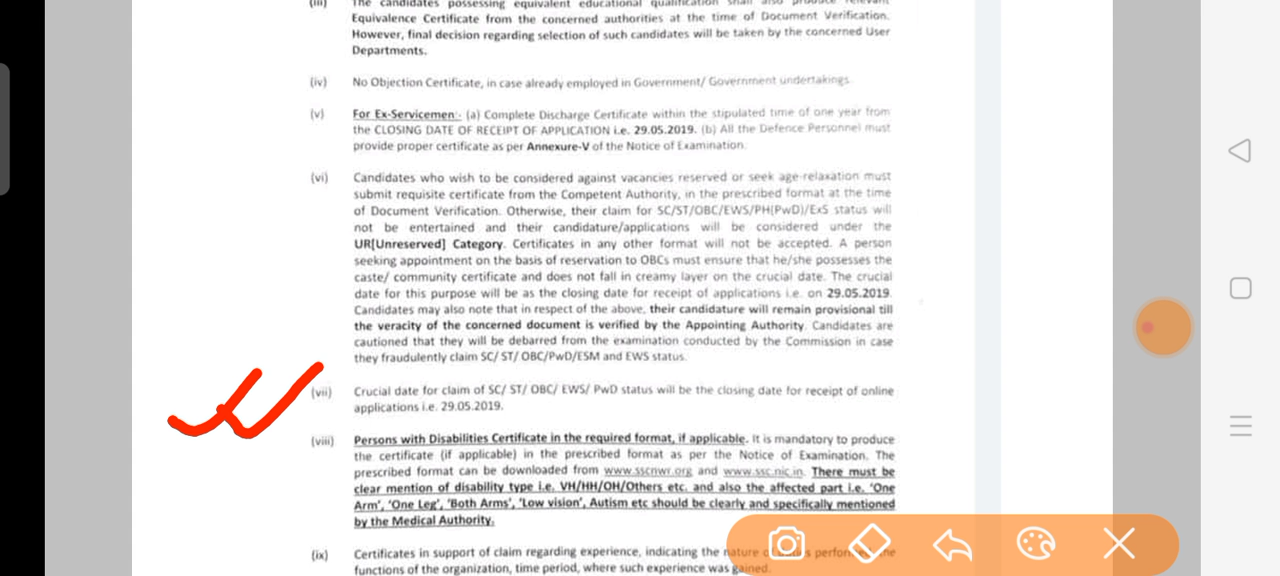 (iii) The candidates possessing equivalent educational qualification shall also produce relevant
Equivalence Certificate from the concerned authorities at the time of Document Verification.
However, final decision regarding selection of such candidates will be taken by the concerned User
Departments.
(iv) No Objection Certificate, in case already employed in Government/ Government undertakings
(v) For Ex-Servicemen:- (a) Complete Discharge Certificate within the stipulated time of one year from
the CLOSING DATE OF RECEIPT OF APPLICATION i.e. 29.05.2019. (b) All the Defence Personnel must
provide proper certificate as per Annexure-V of the Notice of Examination.
(vi) Candidates who wish to be considered against vacancies reserved or seek age-relaxation must
submit requisite certificate from the Competent Authority, in the prescribed format at the time
of Document Verification. Otherwise, their claim for SC/ST/OBC/EWS/PH(PwD)/ExS status will
not be entertained and their candidature/applications will be considered under the
UR[Unreserved] Category. Certificates in any other format will not be accepted. A person
seeking appointment on the basis of reservation to OBCs must ensure that he/she possesses the
caste/ community certificate and does not fall in creamy layer on the crucial date. The crucial
date for this purpose will be as the closing date for receipt of applications i.e. on 29.05.2019.
Candidates may also note that in respect of the above, their candidature will remain provisional till
the veracity of the concerned document is verified by the Appointing Authority. Candidates are
cautioned that they will be debarred from the examination conducted by the Commission in case
they fraudulently claim SC/ ST/ OBC/PwD/ESM and EWS status.
(vii) Crucial date for claim of SC/ ST/ OBC/ EWS/ PwD status will be the closing date for receipt of online
applications i.e. 29.05.2019.
(viii) Persons with Disabilities Certificate in the required format, if applicable. It is mandatory to produce
the certificate (if applicable) in the prescribed format as per the Notice of Examination. The
prescribed format can be downloaded from www.sscnwr.org and www.ssc.nic.in. There must be
clear mention of disability type i.e. VH/HH/OH/Others etc. and also the affected part i.e. 'One
Arm', 'One Leg', 'Both Arms', 'Low vision', Autism etc should be clearly and specifically mentioned
by the Medical Authority.
(ix) Certificates in support of claim regarding experience, indicating the nature the
functions of the organization, time period, where such experience was gained.